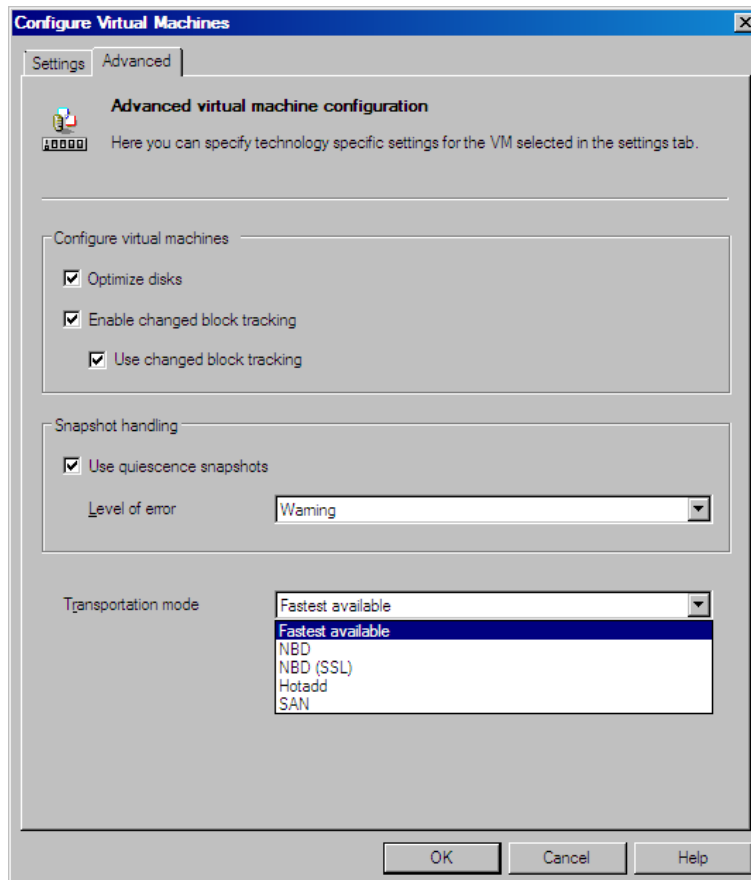 Configure Virtual Machines
Settings
Advanced
Advanced virtual machine configuration
Here you can specify technology specific settings for the VM selected in the settings tab.
Configure virtual machines
Optimize disks
Enable changed block tracking
Use changed block tracking
Snapshot handling
Use quiescence snapshots
Level of error
Warning
Transportation mode
Fastest available
Fastest available
NBD
NBD (SSL)
Hotadd
SAN
OK
Cancel
Help